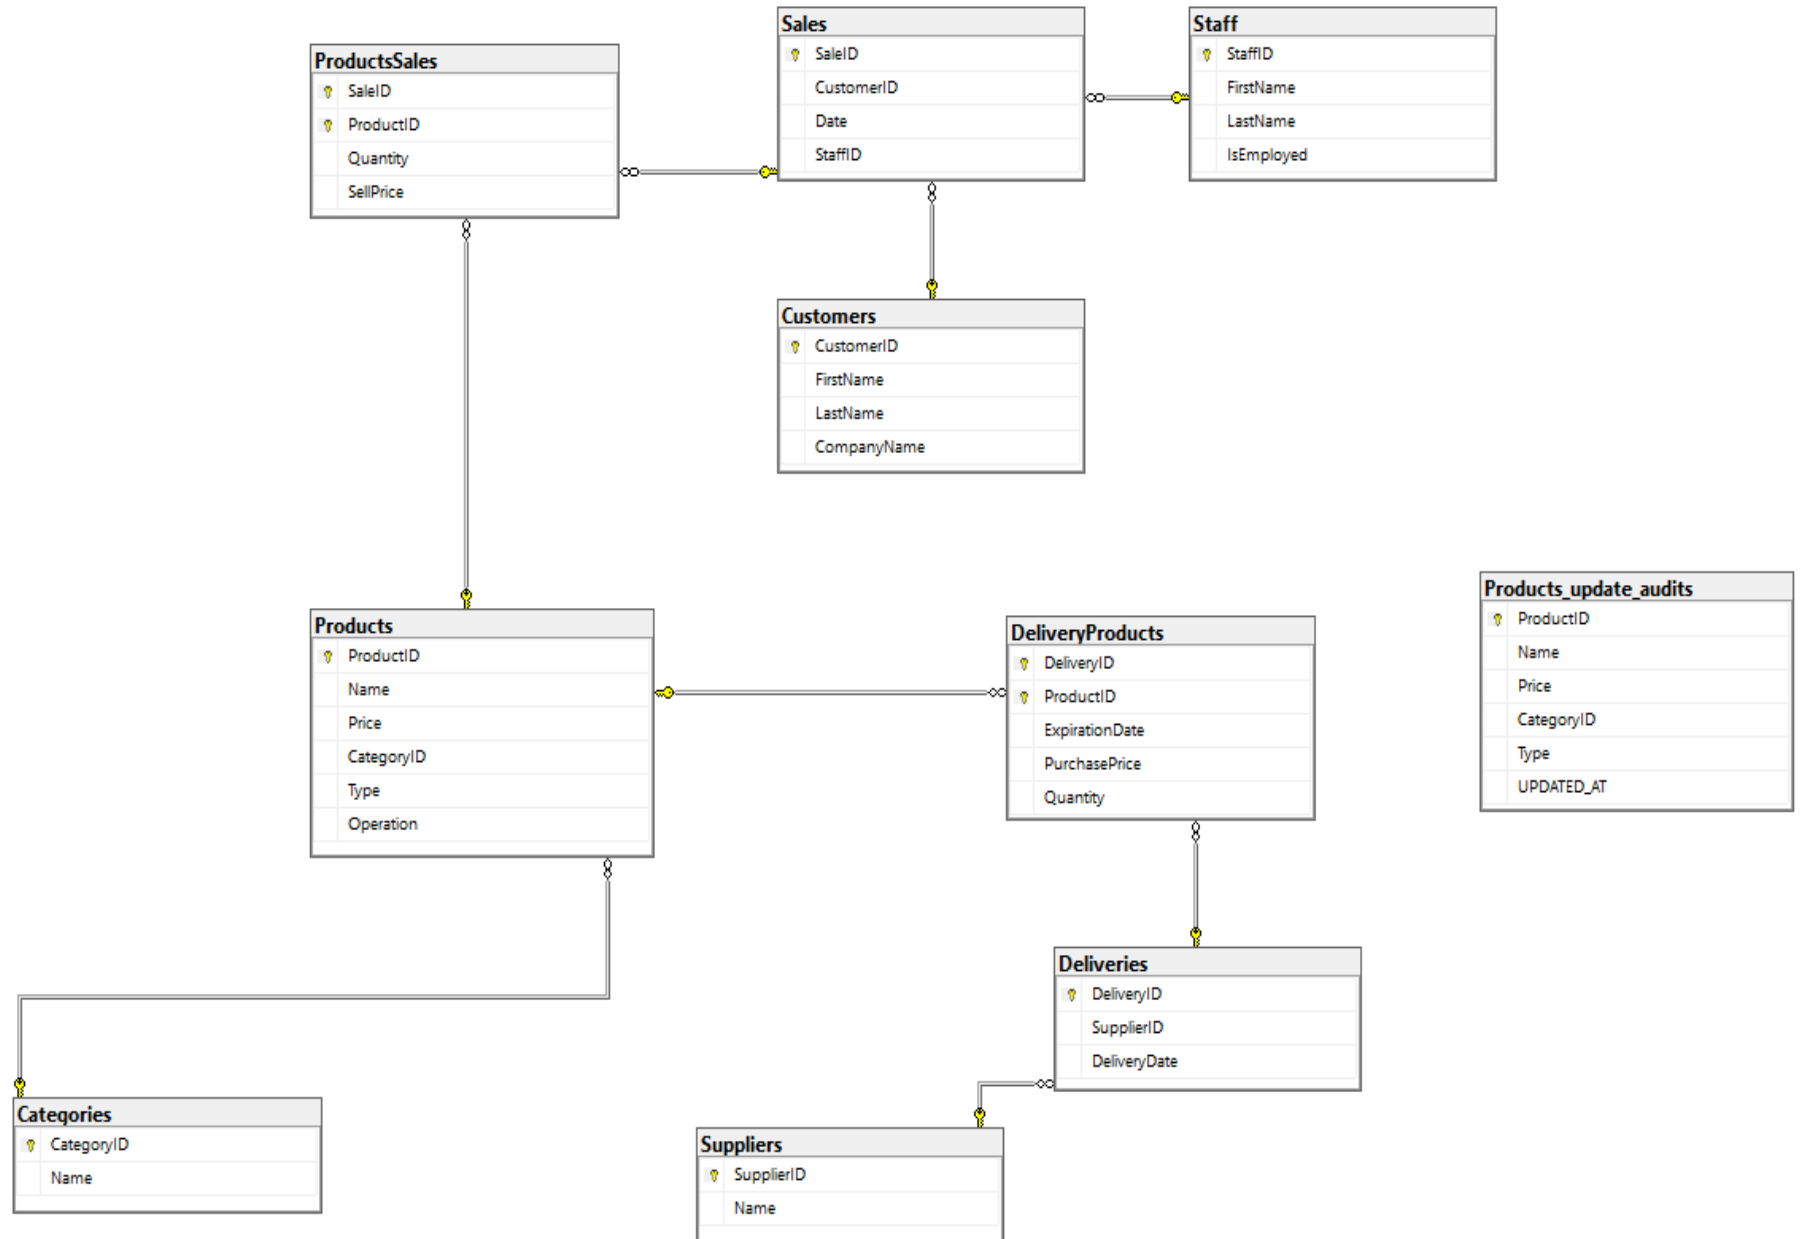 ProductsSales
SaleID
ProductID
Quantity
SellPrice
Sales
SaleID
CustomerID
Date
StaffID
Staff
StaffID
FirstName
LastName
IsEmployed
Customers
CustomerID
FirstName
LastName
CompanyName
Products
ProductID
Name
Price
CategoryID
Type
Operation
DeliveryProducts
DeliveryID
ProductID
ExpirationDate
PurchasePrice
Quantity
Products_update_audits
ProductID
Name
Price
CategoryID
Type
UPDATED_AT
Deliveries
DeliveryID
SupplierID
DeliveryDate
Categories
CategoryID
Name
Suppliers
SupplierID
Name